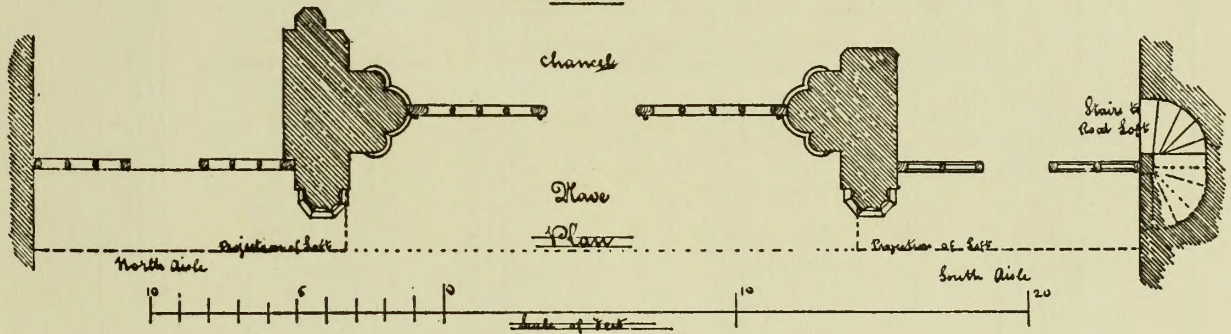 Chancel
Stairs to
Rood Loft
Nave
Plan
Projection of Loft
Projection of Loft
North Aisle
South Aisle
10 5 0 10 20
Scale of Feet